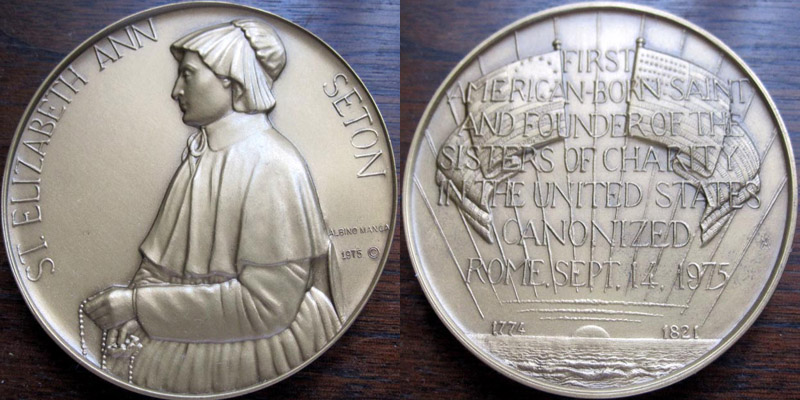 ST. ELIZABETH ANN
SETON
ALBINO MANCA
1975 ©
FIRST
AMERICAN-BORN SAINT
AND FOUNDER OF THE
SISTERS OF CHARITY
IN THE UNITED STATES
CANONIZED
ROME, SEPT. 14, 1975
1774 1821